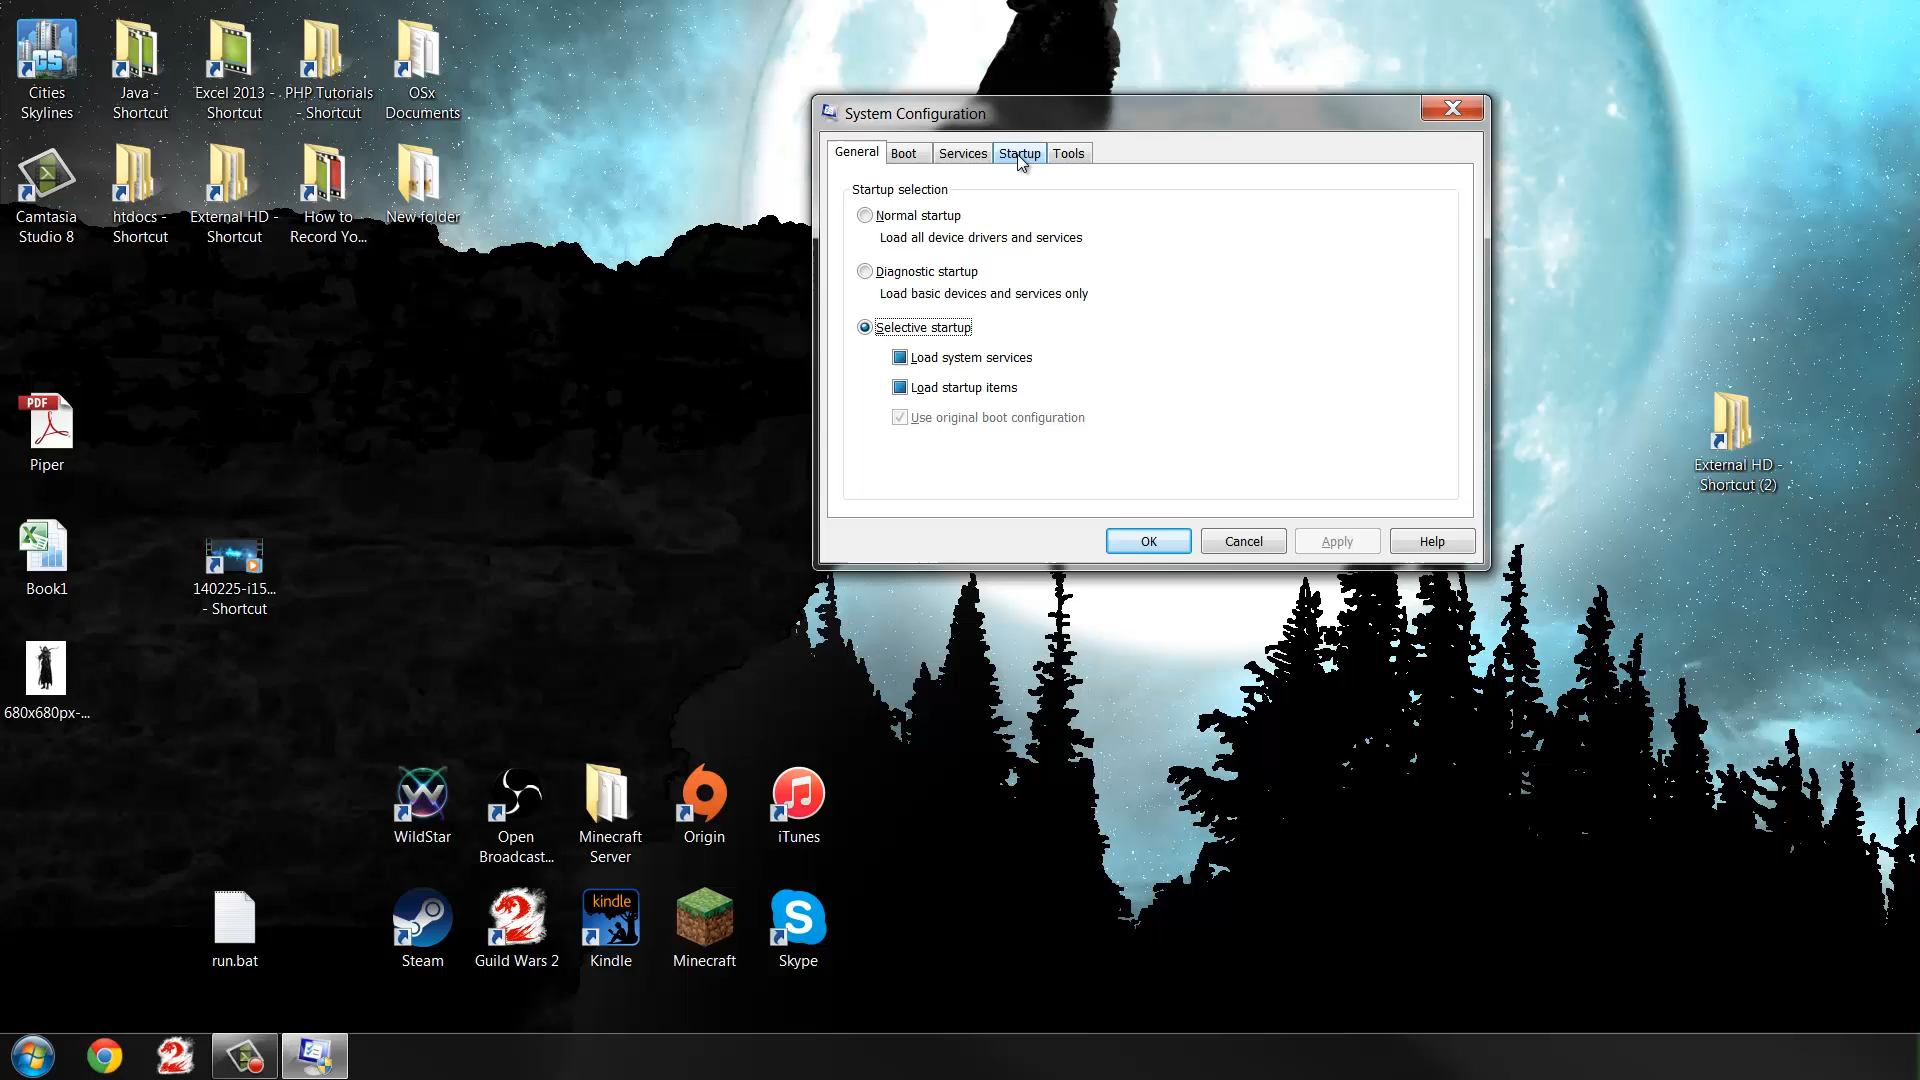 Cities
Skylines
Java -
Shortcut
Excel 2013 -
Shortcut
PHP Tutorials
- Shortcut
OSx
Documents
CS
Camtasia
Studio 8
htdocs -
Shortcut
External HD -
Shortcut
How to
Record Yo...
New folder
System Configuration
General
Boot
Services
Startup
Tools
Startup selection
Normal startup
Load all device drivers and services
Diagnostic startup
Load basic devices and services only
Selective startup
Load system services
Load startup items
Use original boot configuration
OK
Cancel
Apply
Help
PDF
Piper
External HD -
Shortcut (2)
Book1
140225-i15...
- Shortcut
680x680px-...
WildStar
Open
Broadcast...
Minecraft
Server
Origin
iTunes
kindle
run.bat
Steam
Guild Wars 2
Kindle
Minecraft
Skype